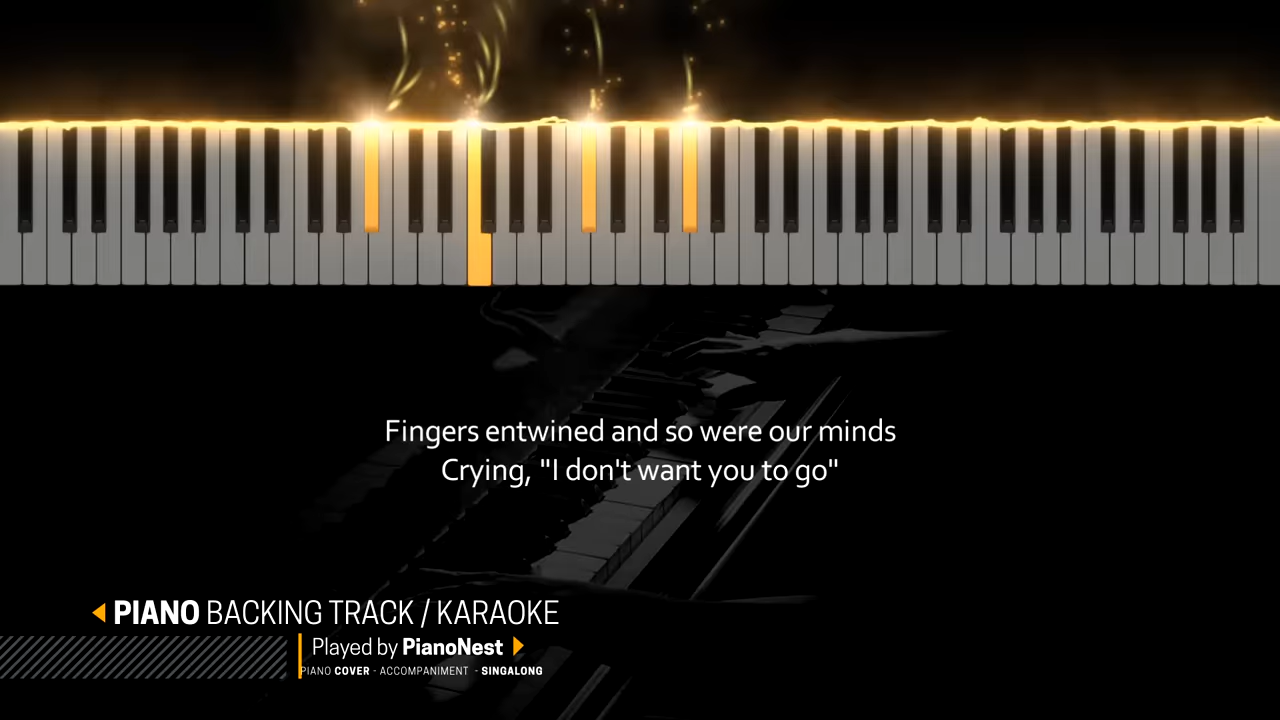 Fingers entwined and so were our minds
Crying, "I don't want you to go"
PIANO BACKING TRACK / KARAOKE
Played by PianoNest
PIANO COVER - ACCOMPANIMENT - SINGALONG